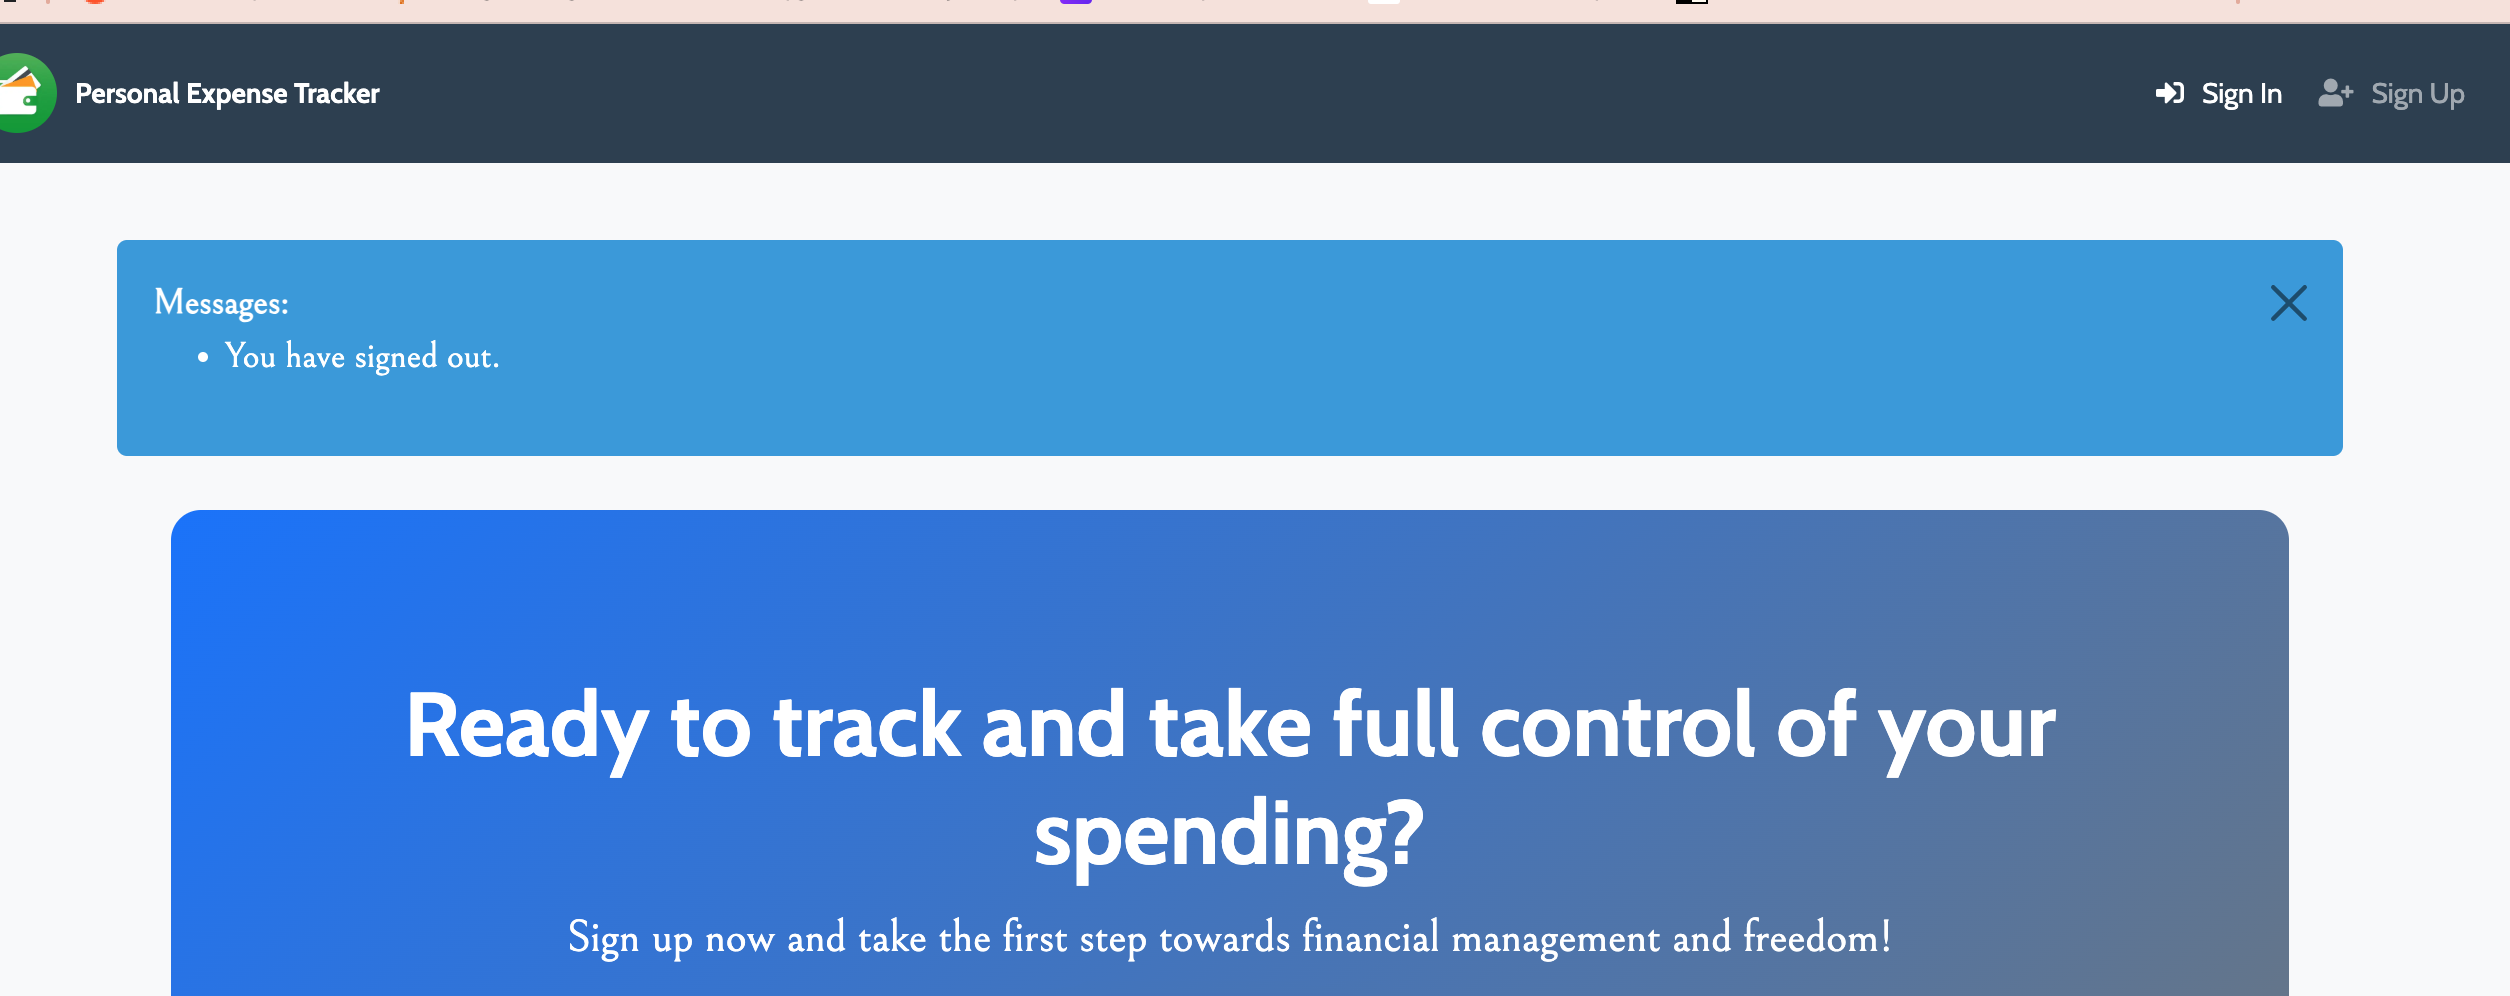 Personal Expense Tracker
Sign In
Sign Up
Messages:
You have signed out.
Ready to track and take full control of your
spending?
Sign up now and take the first step towards financial management and freedom!